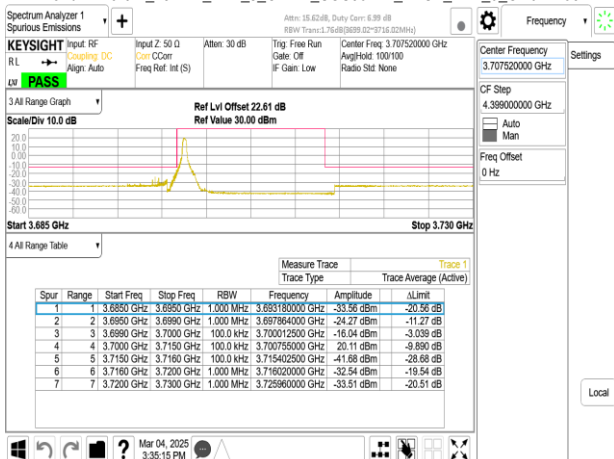 Spectrum Analyzer 1
Spurious Emissions
Attn: 15.62dB, Duty Corr: 6.99 dB
RBW Trans:1.76dB(3699.02~3716.02MHz)
Frequency
KEYSIGHT Input: RF Input Z: 50 Ω Atten: 30 dB Trig: Free Run Center Freq: 3.707520000 GHz
RL Coupling: DC Corr CCorr Gate: Off Avg|Hold: 100/100
Align: Auto Freq Ref: Int (S) IF Gain: Low Radio Std: None
LXI PASS
Center Frequency
3.707520000 GHz
Settings
CF Step
4.399000000 GHz
Auto
Man
Freq Offset
0 Hz
3 All Range Graph
Ref Lvl Offset 22.61 dB
Scale/Div 10.0 dB Ref Value 30.00 dBm
20.0
10.0
0.00
-10.0
-20.0
-30.0
-40.0
-50.0
-60.0
Start 3.685 GHz Stop 3.730 GHz
4 All Range Table
Measure Trace Trace 1
Trace Type Trace Average (Active)
Spur Range Start Freq Stop Freq RBW Frequency Amplitude ΔLimit
1 1 3.6850 GHz 3.6950 GHz 1.000 MHz 3.693180000 GHz -33.56 dBm -20.56 dB
2 2 3.6950 GHz 3.6990 GHz 1.000 MHz 3.697864000 GHz -24.27 dBm -11.27 dB
3 3 3.6990 GHz 3.7000 GHz 100.0 kHz 3.700012500 GHz -16.04 dBm -3.039 dB
4 4 3.7000 GHz 3.7150 GHz 100.0 kHz 3.700755000 GHz 20.11 dBm -9.890 dB
5 5 3.7150 GHz 3.7160 GHz 100.0 kHz 3.715402500 GHz -41.68 dBm -28.68 dB
6 6 3.7160 GHz 3.7200 GHz 1.000 MHz 3.716020000 GHz -32.54 dBm -19.54 dB
7 7 3.7200 GHz 3.7300 GHz 1.000 MHz 3.725960000 GHz -33.51 dBm -20.51 dB
Local
?
Mar 04, 2025
3:35:15 PM